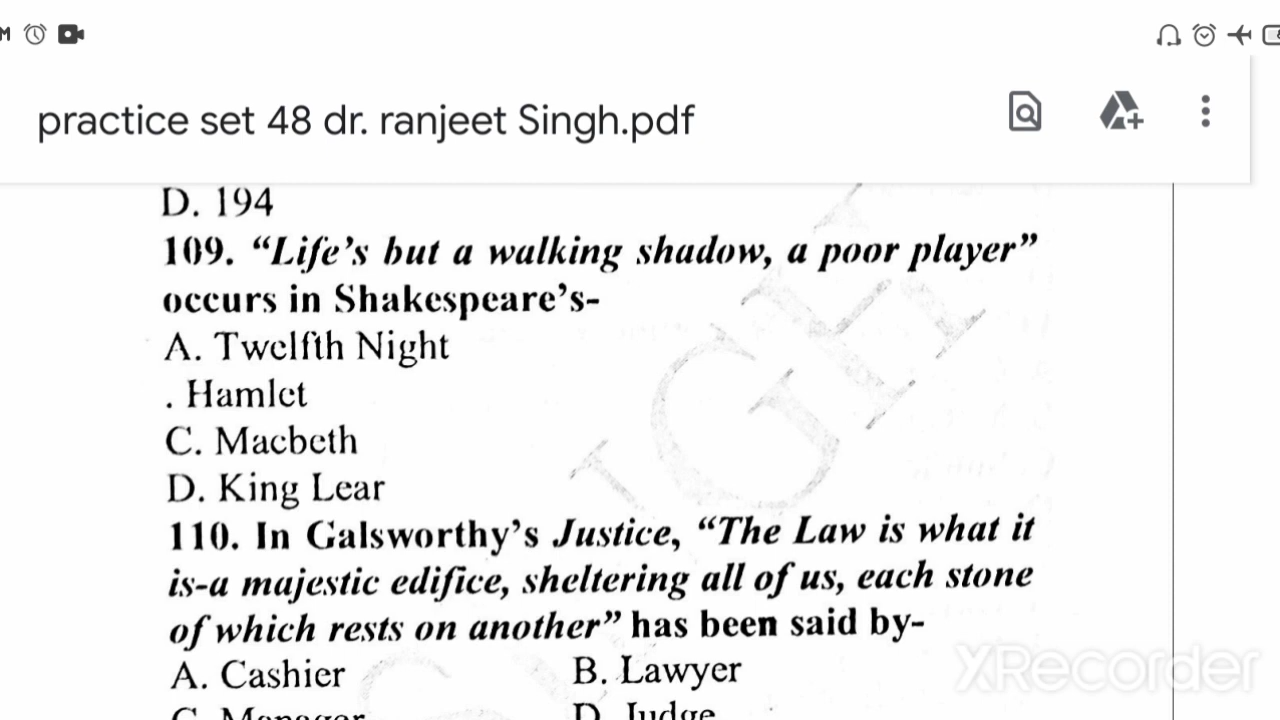 M
practice set 48 dr. ranjeet Singh.pdf
D. 194
109. “Life’s but a walking shadow, a poor player”
occurs in Shakespeare’s-
A. Twelfth Night
. Hamlet
C. Macbeth
D. King Lear
110. In Galsworthy’s Justice, “The Law is what it
is-a majestic edifice, sheltering all of us, each stone
of which rests on another” has been said by-
A. Cashier B. Lawyer
C. Manager D. Judge
XRecorder